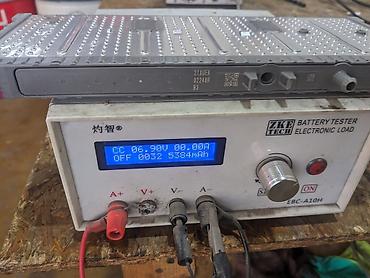 灼智®
ZKE TECH BATTERY TESTER
ELECTRONIC LOAD
CC 06.90V 00.00A
OFF 0032 5384mAh
A+ V+ V- A-
ON
EBC-A10H